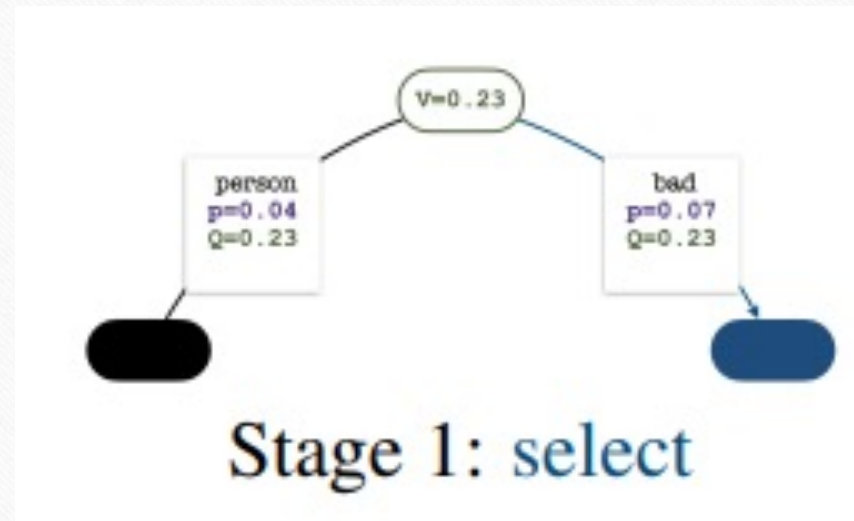 V=0.23
person
p=0.04
Q=0.23
bad
p=0.07
Q=0.23
Stage 1: select